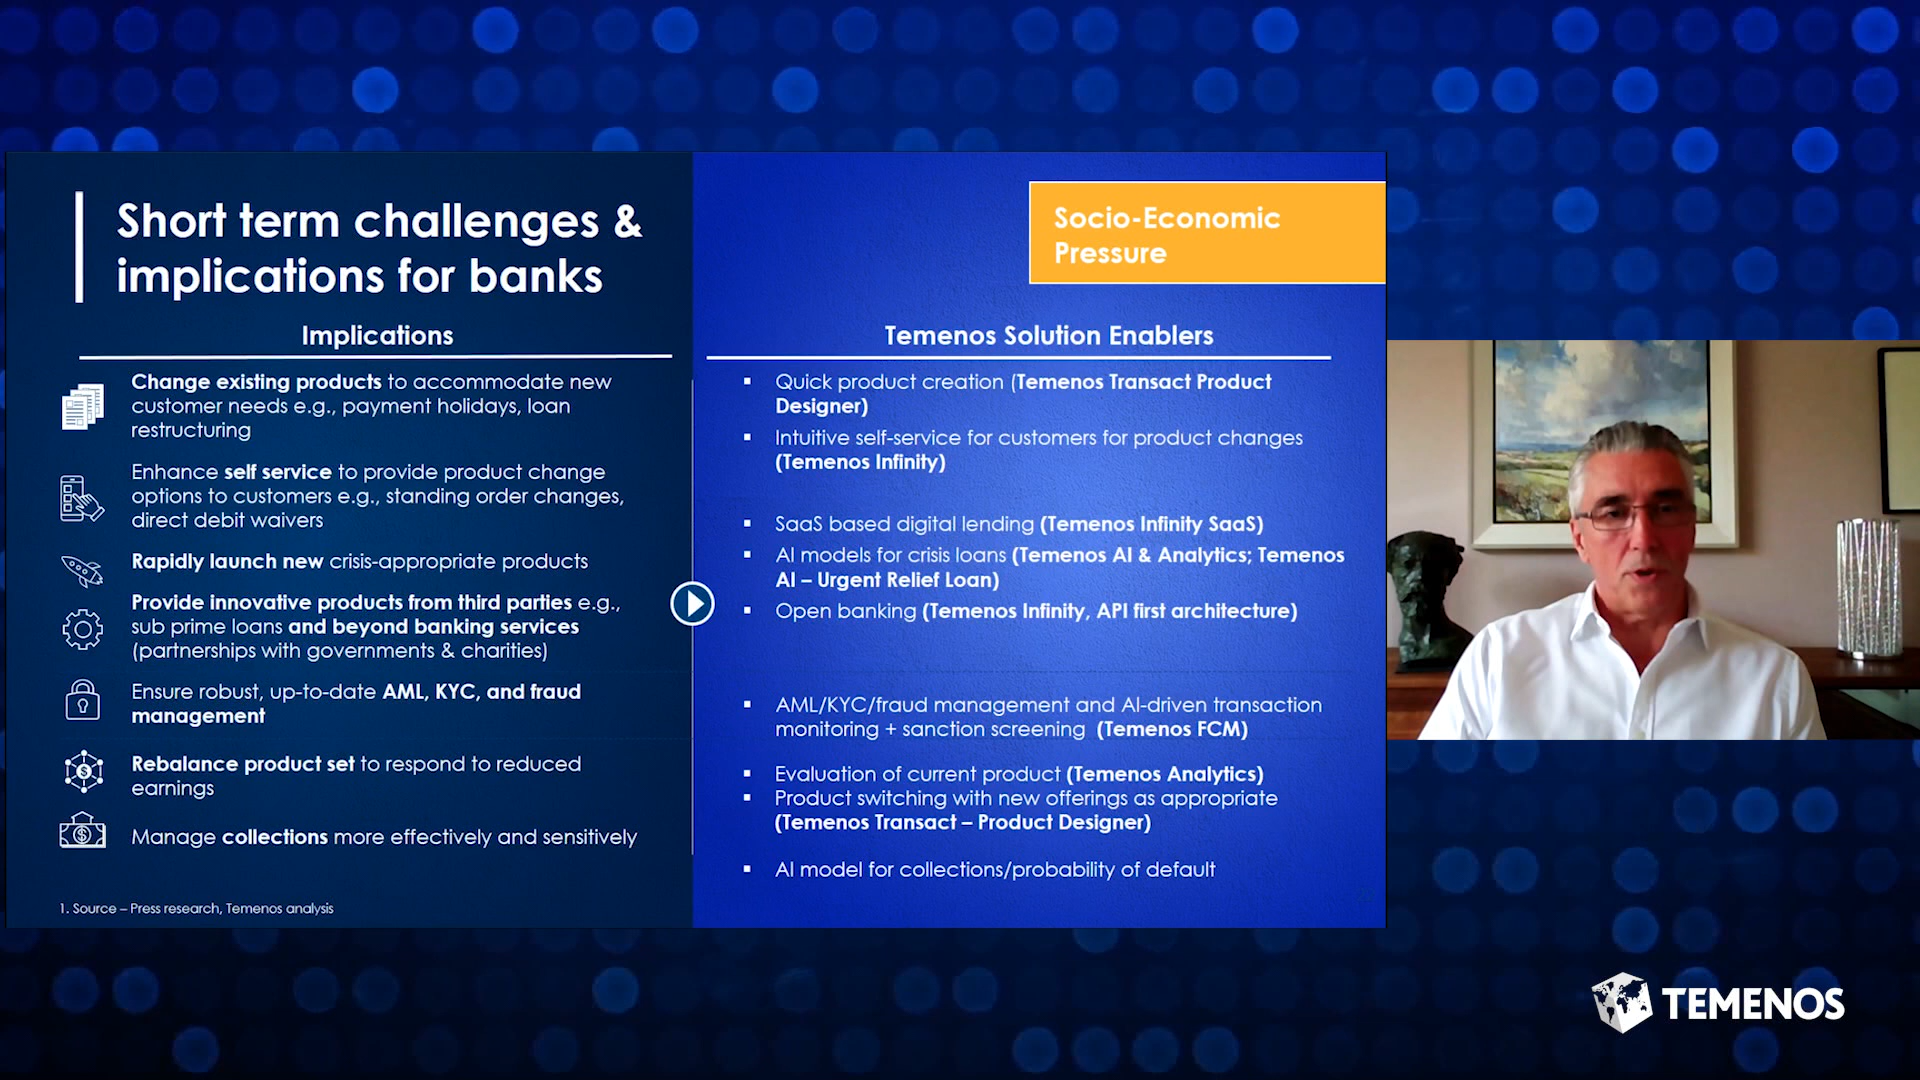 Short term challenges &
implications for banks
Implications
Change existing products to accommodate new
customer needs e.g., payment holidays, loan
restructuring
Enhance self service to provide product change
options to customers e.g., standing order changes,
direct debit waivers
Rapidly launch new crisis-appropriate products
Provide innovative products from third parties e.g.,
sub prime loans and beyond banking services
(partnerships with governments & charities)
Ensure robust, up-to-date AML, KYC, and fraud
management
Rebalance product set to respond to reduced
earnings
Manage collections more effectively and sensitively
1. Source – Press research, Temenos analysis
Socio-Economic
Pressure
Temenos Solution Enablers
▪ Quick product creation (Temenos Transact Product
Designer)
▪ Intuitive self-service for customers for product changes
(Temenos Infinity)
▪ SaaS based digital lending (Temenos Infinity SaaS)
▪ AI models for crisis loans (Temenos AI & Analytics; Temenos
AI – Urgent Relief Loan)
▪ Open banking (Temenos Infinity, API first architecture)
▪ AML/KYC/fraud management and AI-driven transaction
monitoring + sanction screening (Temenos FCM)
▪ Evaluation of current product (Temenos Analytics)
▪ Product switching with new offerings as appropriate
(Temenos Transact – Product Designer)
▪ AI model for collections/probability of default
TEMENOS